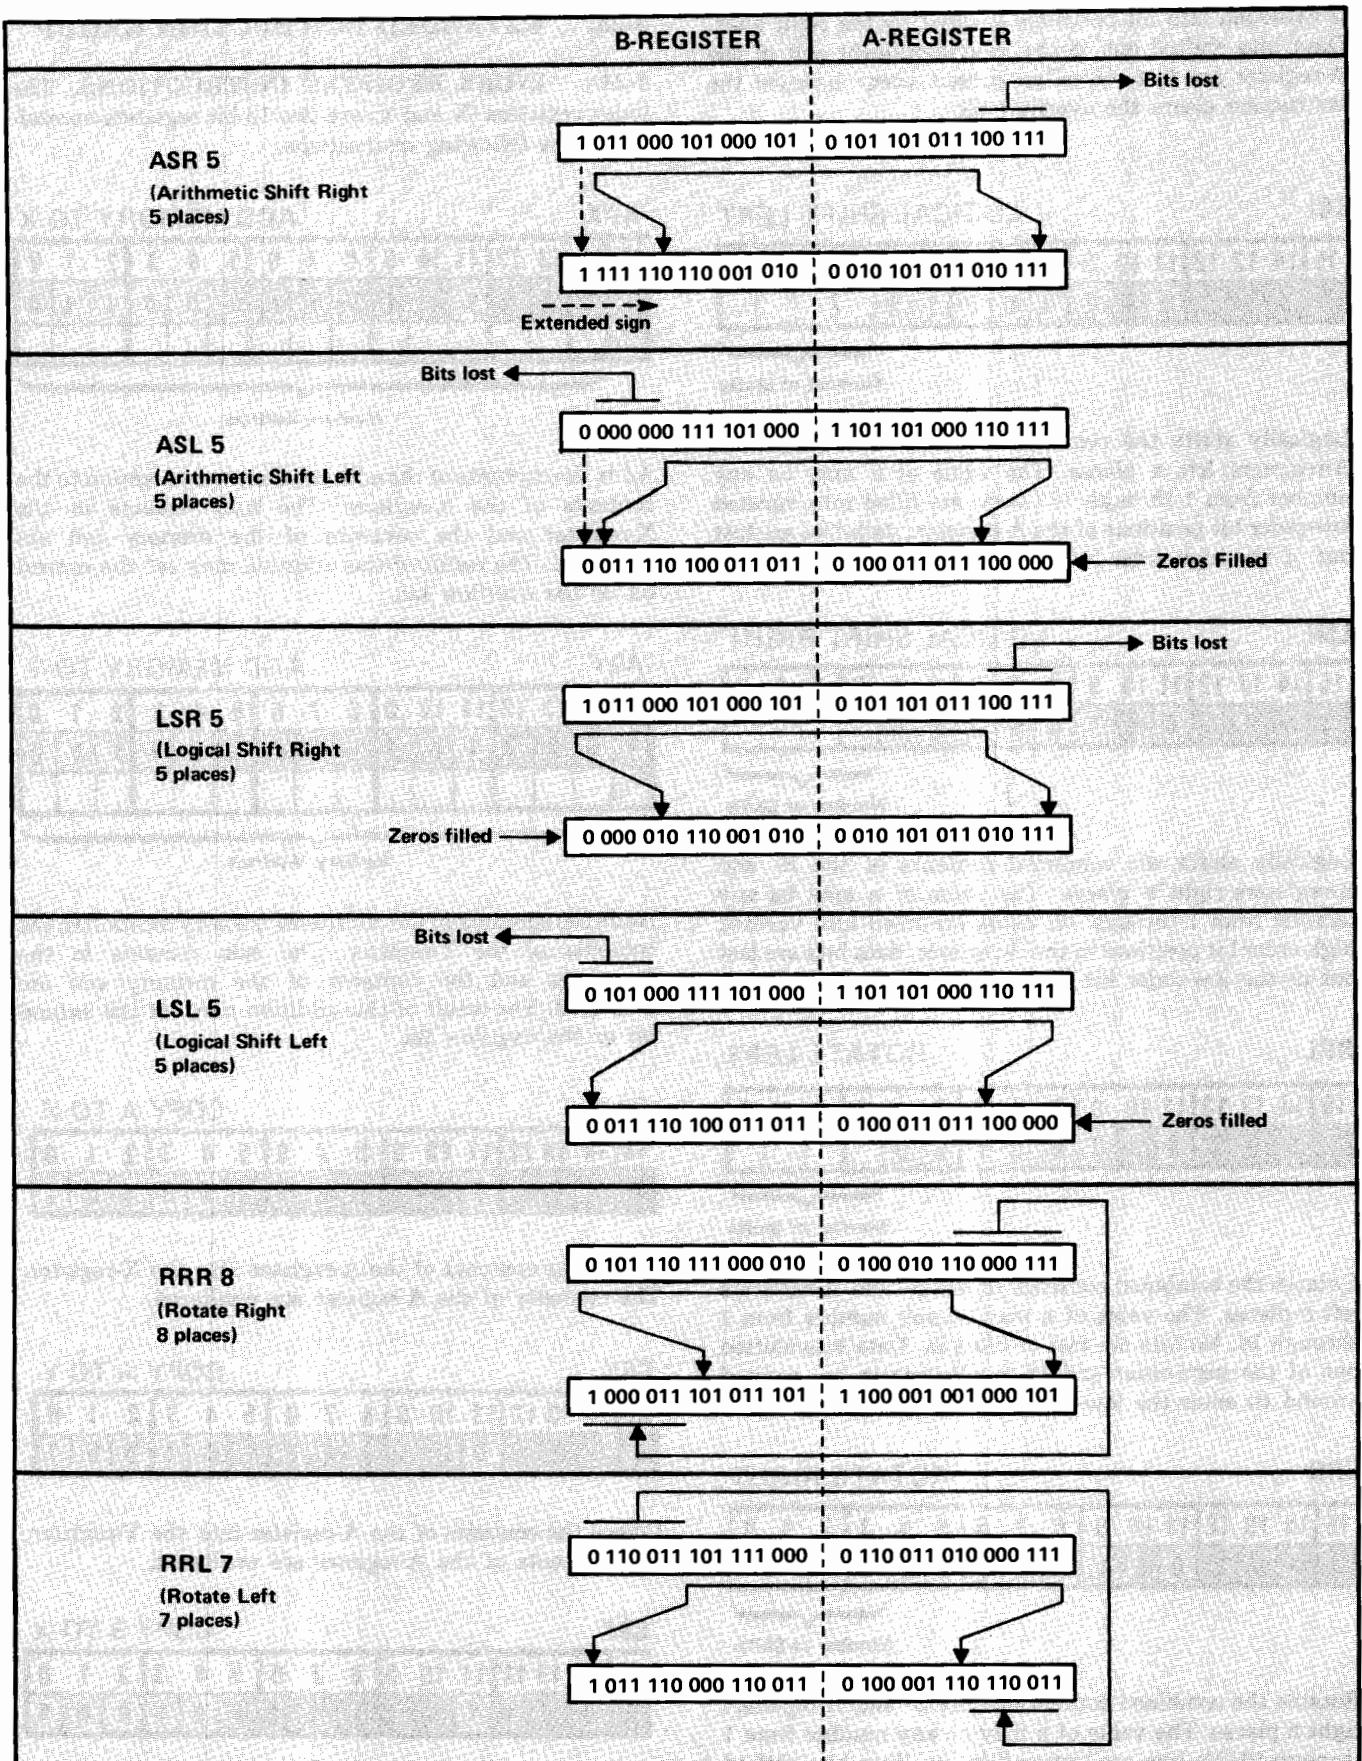 B-REGISTER A-REGISTER
Bits lost
1 011 000 101 000 101 0 101 101 011 100 111
ASR 5
(Arithmetic Shift Right
5 places)
1 111 110 110 001 010 0 010 101 011 010 111
Extended sign
Bits lost
0 000 000 111 101 000 1 101 101 000 110 111
ASL 5
(Arithmetic Shift Left
5 places)
0 011 110 100 011 011 0 100 011 011 100 000
Zeros Filled
Bits lost
1 011 000 101 000 101 0 101 101 011 100 111
LSR 5
(Logical Shift Right
5 places)
Zeros filled
0 000 010 110 001 010 0 010 101 011 010 111
Bits lost
0 101 000 111 101 000 1 101 101 000 110 111
LSL 5
(Logical Shift Left
5 places)
0 011 110 100 011 011 0 100 011 011 100 000
Zeros filled
0 101 110 111 000 010 0 100 010 110 000 111
RRR 8
(Rotate Right
8 places)
1 000 011 101 011 101 1 100 001 001 000 101
0 110 011 101 111 000 0 110 011 010 000 111
RRL 7
(Rotate Left
7 places)
1 011 110 000 110 011 0 100 001 110 110 011